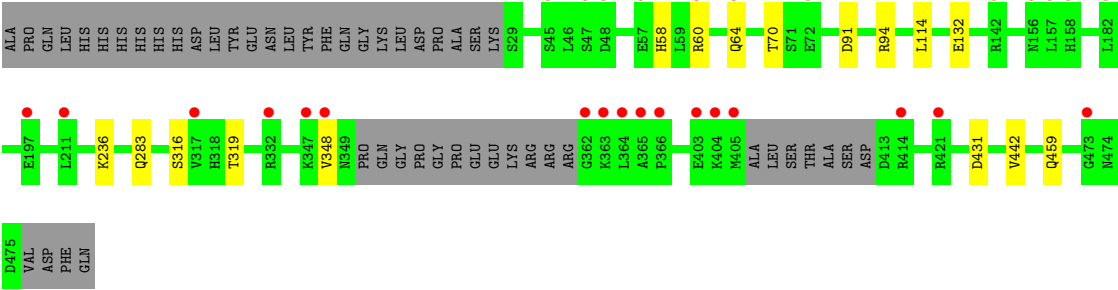 ALA PRO GLN LEU HIS HIS HIS HIS HIS HIS ASP LEU TYR GLU ASN LEU TYR PHE GLN GLY LYS LEU ASP PRO ALA SER LYS S29 S45 L46 S47 D48 E57 H58 L59 R60 Q64 T70 S71 E72 D91 R94 L114 E132 R142 N156 L157 H158 L182
E197 L211 K236 Q283 S316 V317 H318 T319 R332 K347 V348 N349 PRO GLN GLY PRO GLY PRO GLU GLU LYS ARG ARG ARG G362 K363 L364 A365 P366 E403 K404 M405 ALA LEU SER THR ALA SER ASP D413 R414 R421 D431 V442 Q459 G473 N474
D475 VAL ASP PHE GLN